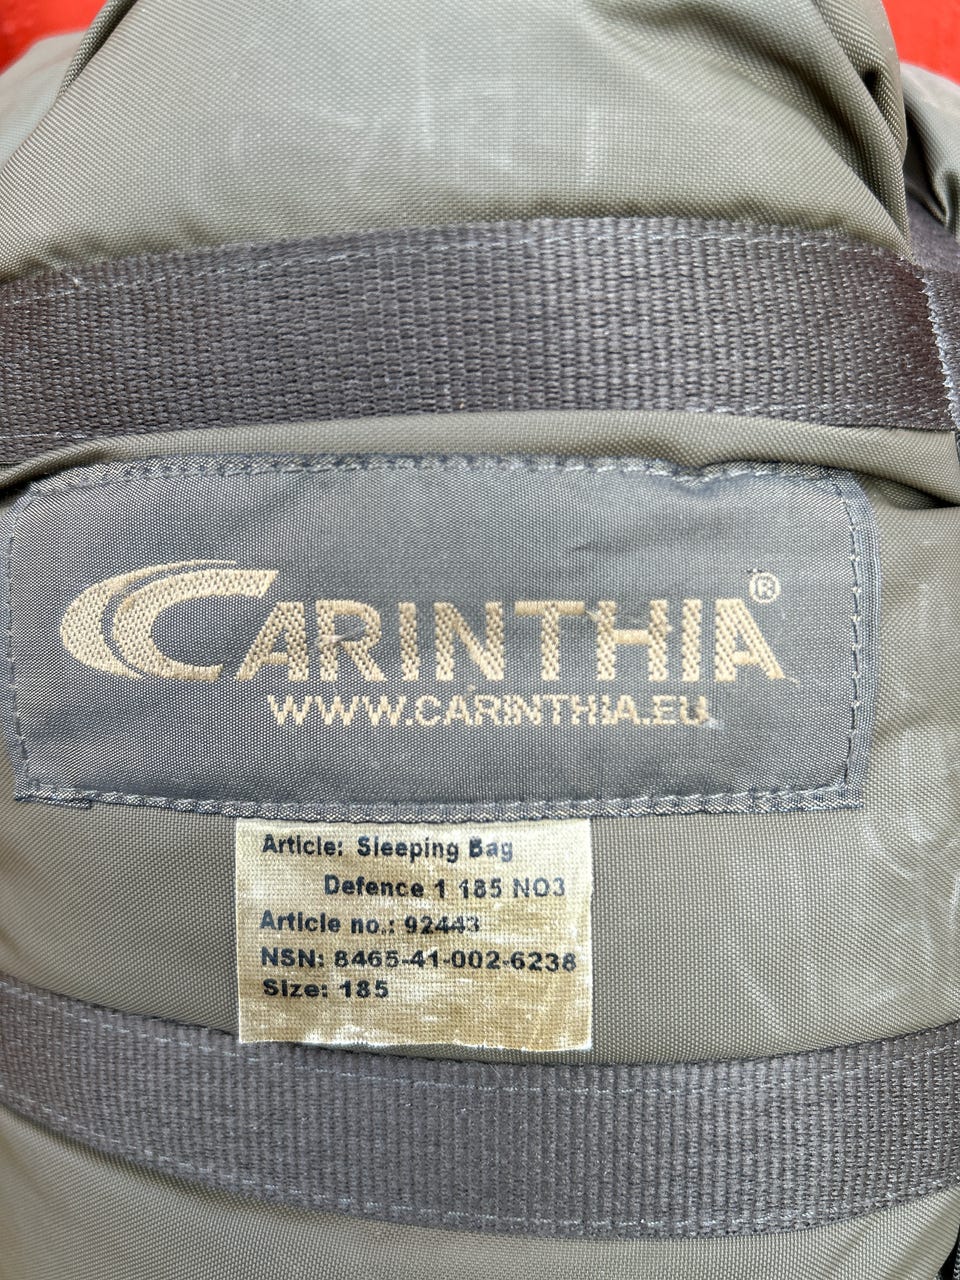 CARINTHIA®
WWW.CARINTHIA.EU
Article: Sleeping Bag
Defence 1 185 NO3
Article no.: 92443
NSN: 8465-41-002-6238
Size: 185